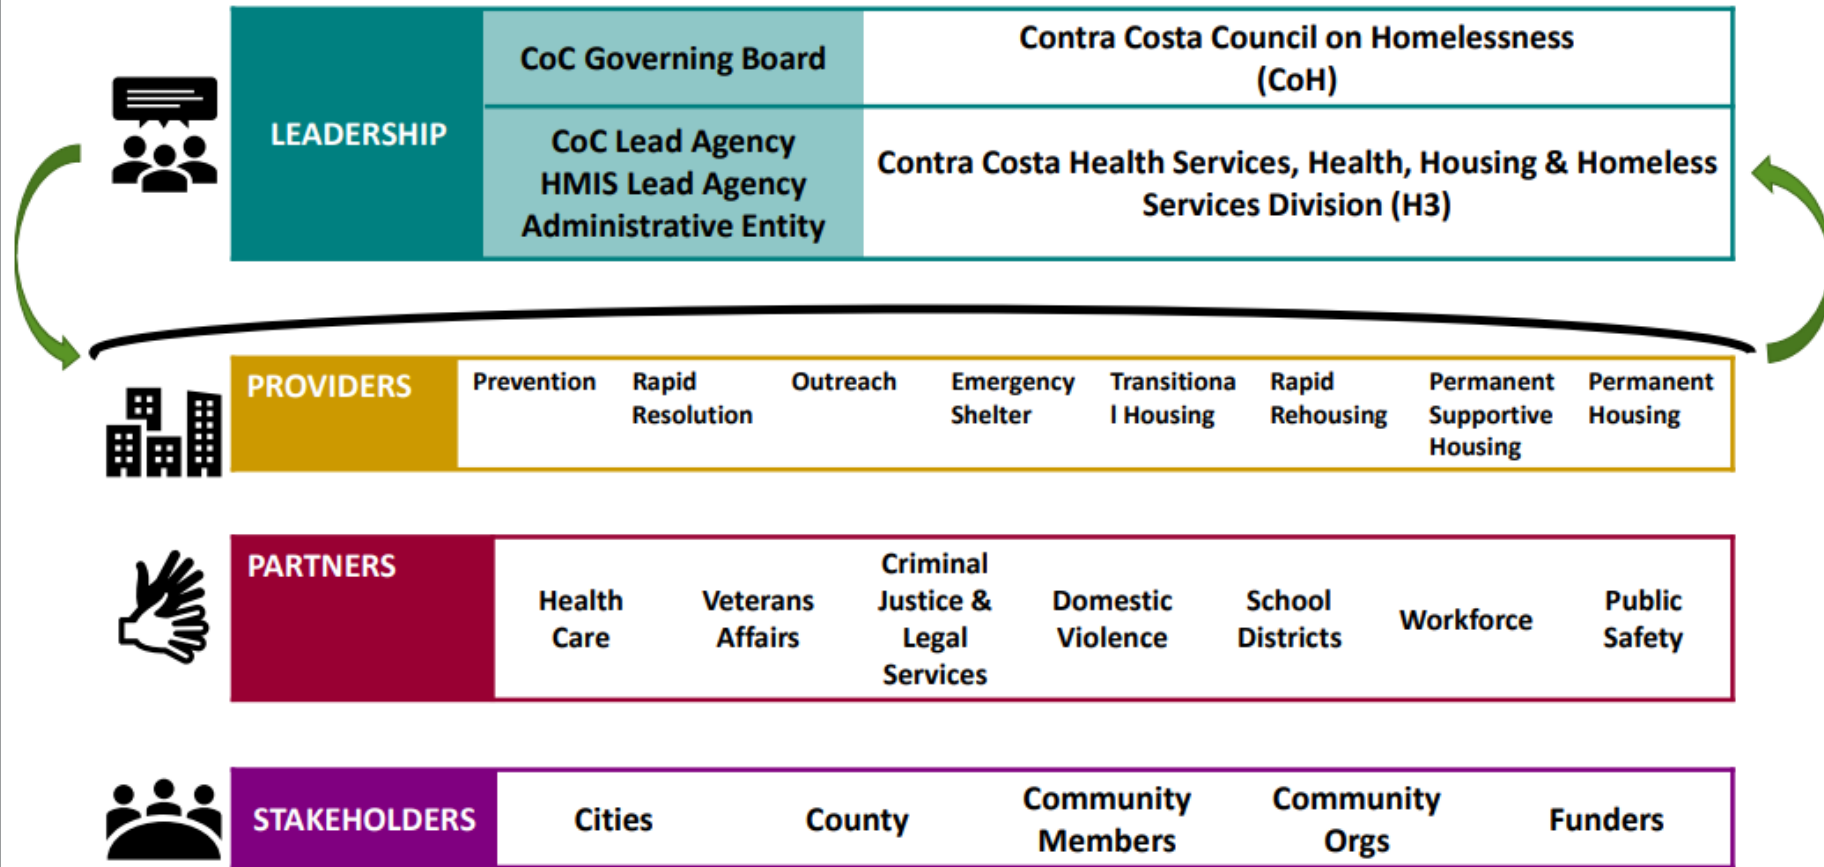 LEADERSHIP
CoC Governing Board
Contra Costa Council on Homelessness
(CoH)
CoC Lead Agency
HMIS Lead Agency
Administrative Entity
Contra Costa Health Services, Health, Housing & Homeless
Services Division (H3)
PROVIDERS
Prevention
Rapid
Resolution
Outreach
Emergency
Shelter
Transitiona
l Housing
Rapid
Rehousing
Permanent
Supportive
Housing
Permanent
Housing
PARTNERS
Health
Care
Veterans
Affairs
Criminal
Justice &
Legal
Services
Domestic
Violence
School
Districts
Workforce
Public
Safety
STAKEHOLDERS
Cities
County
Community
Members
Community
Orgs
Funders